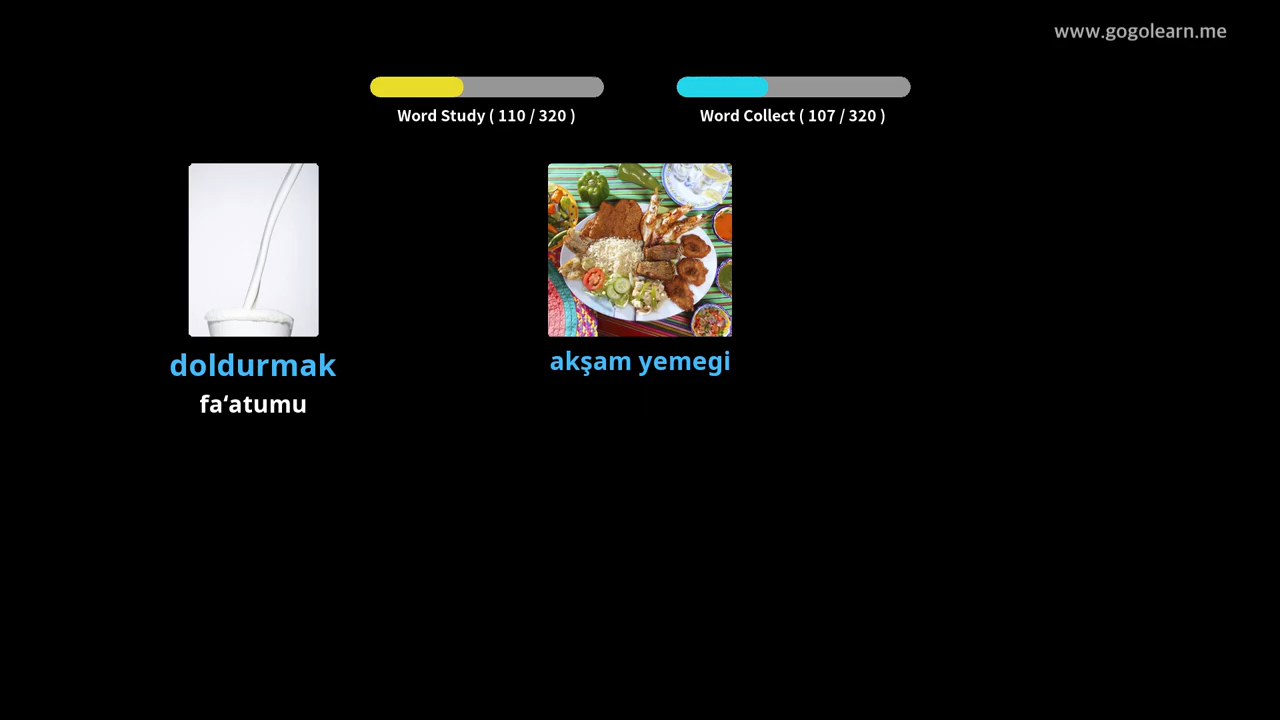 www.gogolearn.me
Word Study ( 110 / 320 )
Word Collect ( 107 / 320 )
doldurmak
fa‘atumu
akşam yemegi